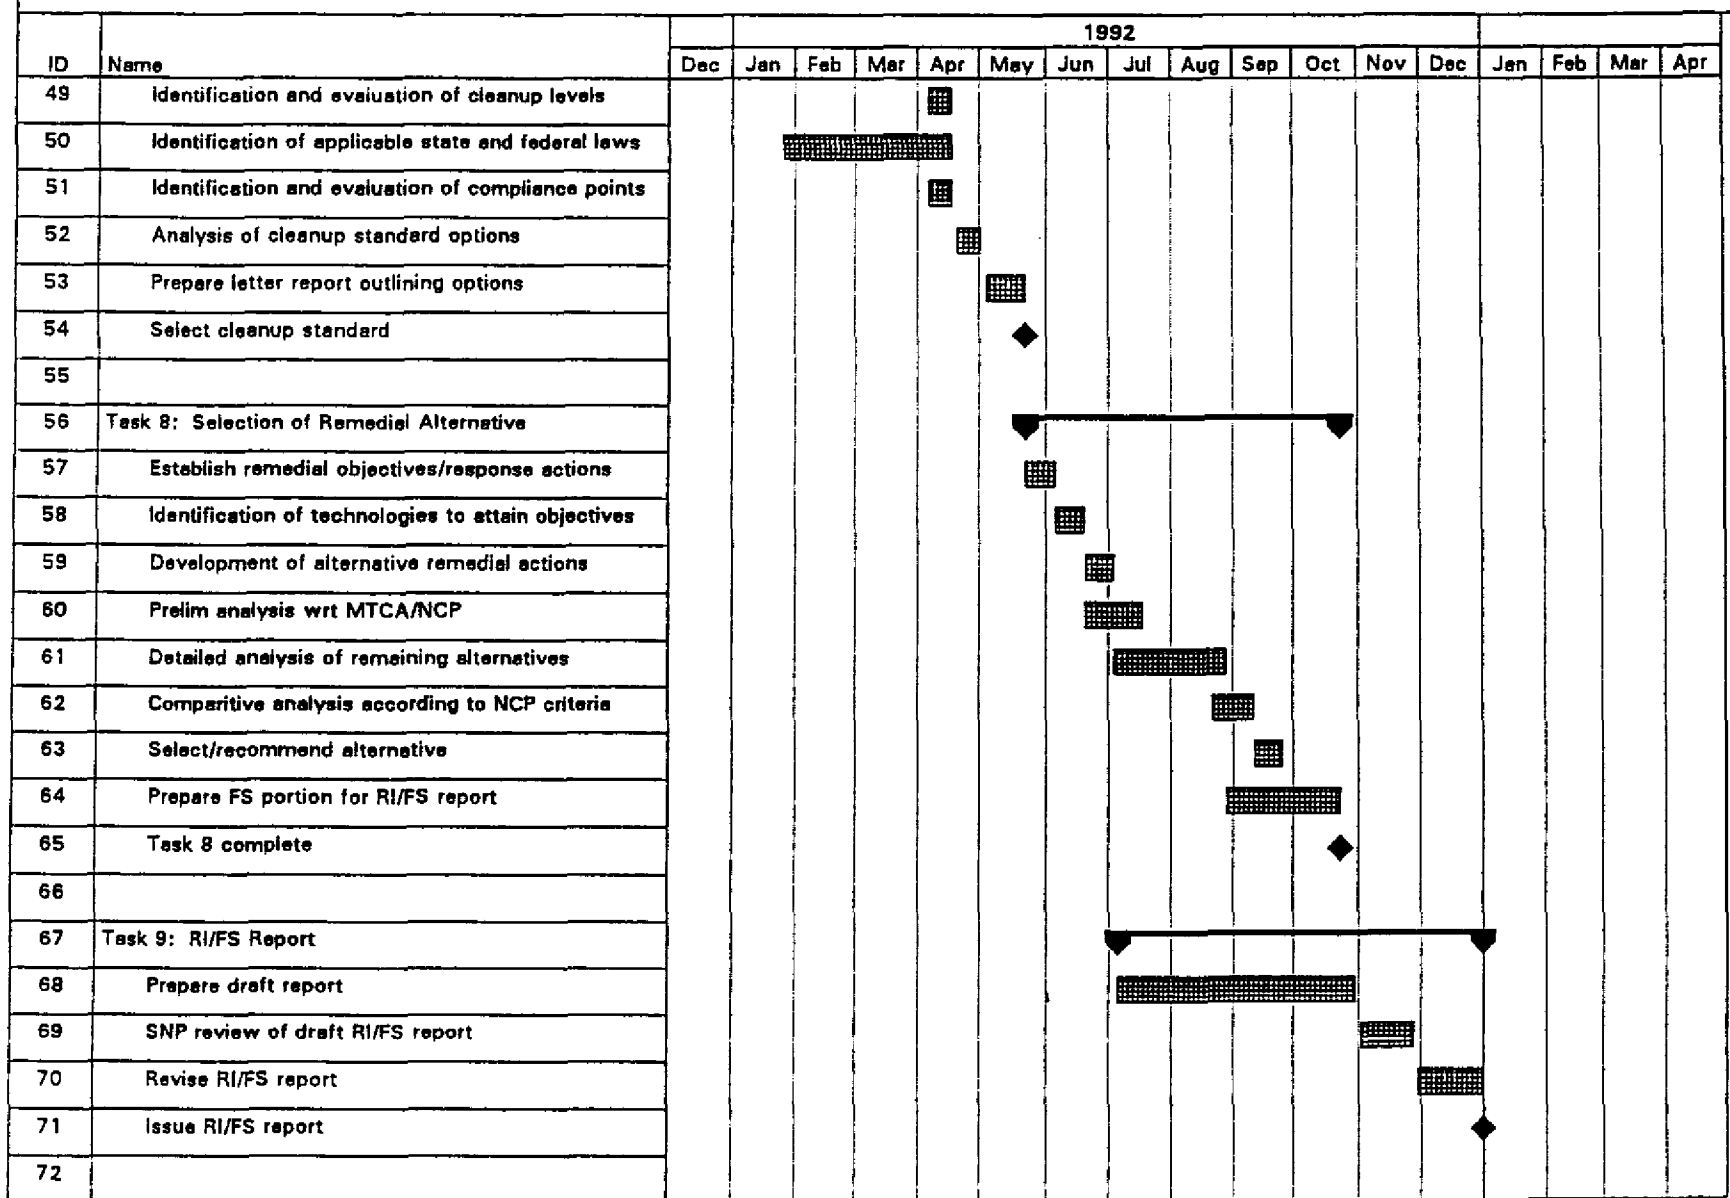 1992
ID Name Dec Jan Feb Mar Apr May Jun Jul Aug Sep Oct Nov Dec Jan Feb Mar Apr
49 Identification and evaluation of cleanup levels
50 Identification of applicable state and federal laws
51 Identification and evaluation of compliance points
52 Analysis of cleanup standard options
53 Prepare letter report outlining options
54 Select cleanup standard
55
56 Task 8: Selection of Remedial Alternative
57 Establish remedial objectives/response actions
58 Identification of technologies to attain objectives
59 Development of alternative remedial actions
60 Prelim analysis wrt MTCA/NCP
61 Detailed analysis of remaining alternatives
62 Comparitive analysis according to NCP criteria
63 Select/recommend alternative
64 Prepare FS portion for RI/FS report
65 Task 8 complete
66
67 Task 9: RI/FS Report
68 Prepare draft report
69 SNP review of draft RI/FS report
70 Revise RI/FS report
71 Issue RI/FS report
72